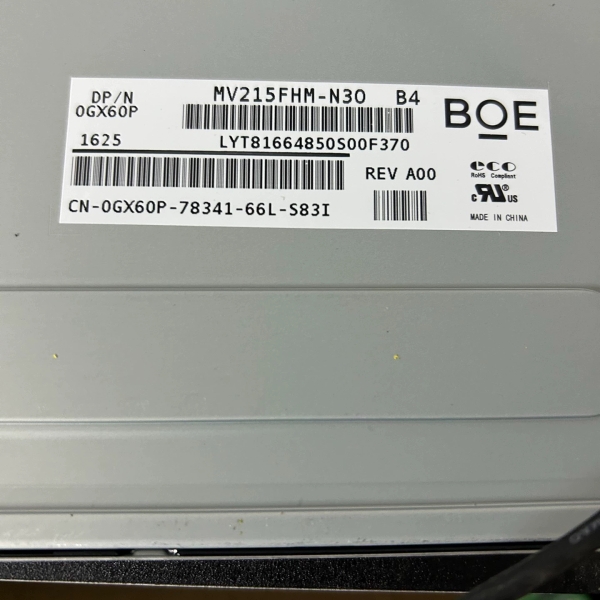 DP/N
0GX60P
MV215FHM-N30 B4
BOE
1625
LYT81664850S00F370
REV A00
CN-0GX60P-78341-66L-S83I
eco
RoHS Compliant
c RU ® US
MADE IN CHINA